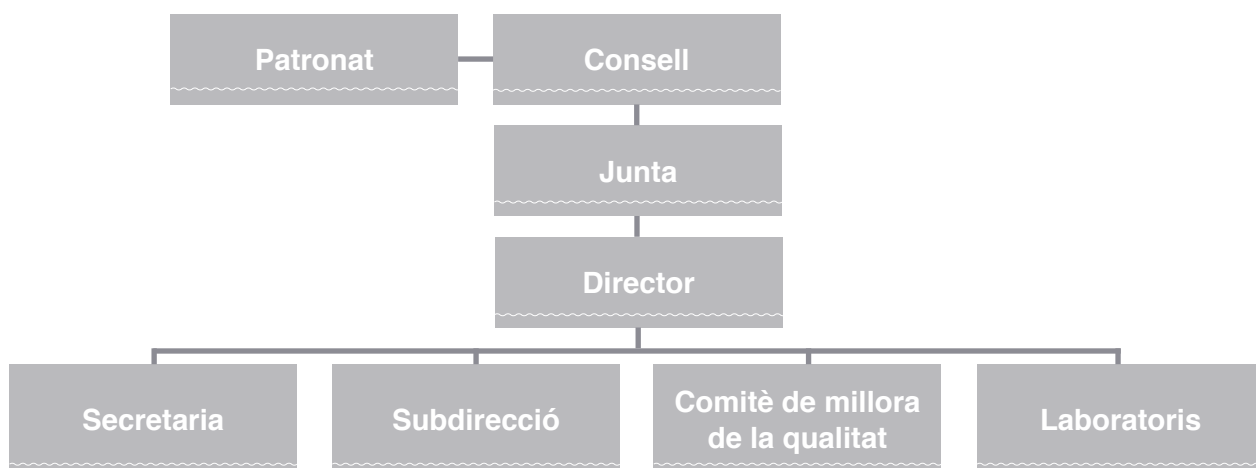 Patronat
Consell
Junta
Director
Secretaria
Subdirecció
Comitè de millora
de la qualitat
Laboratoris